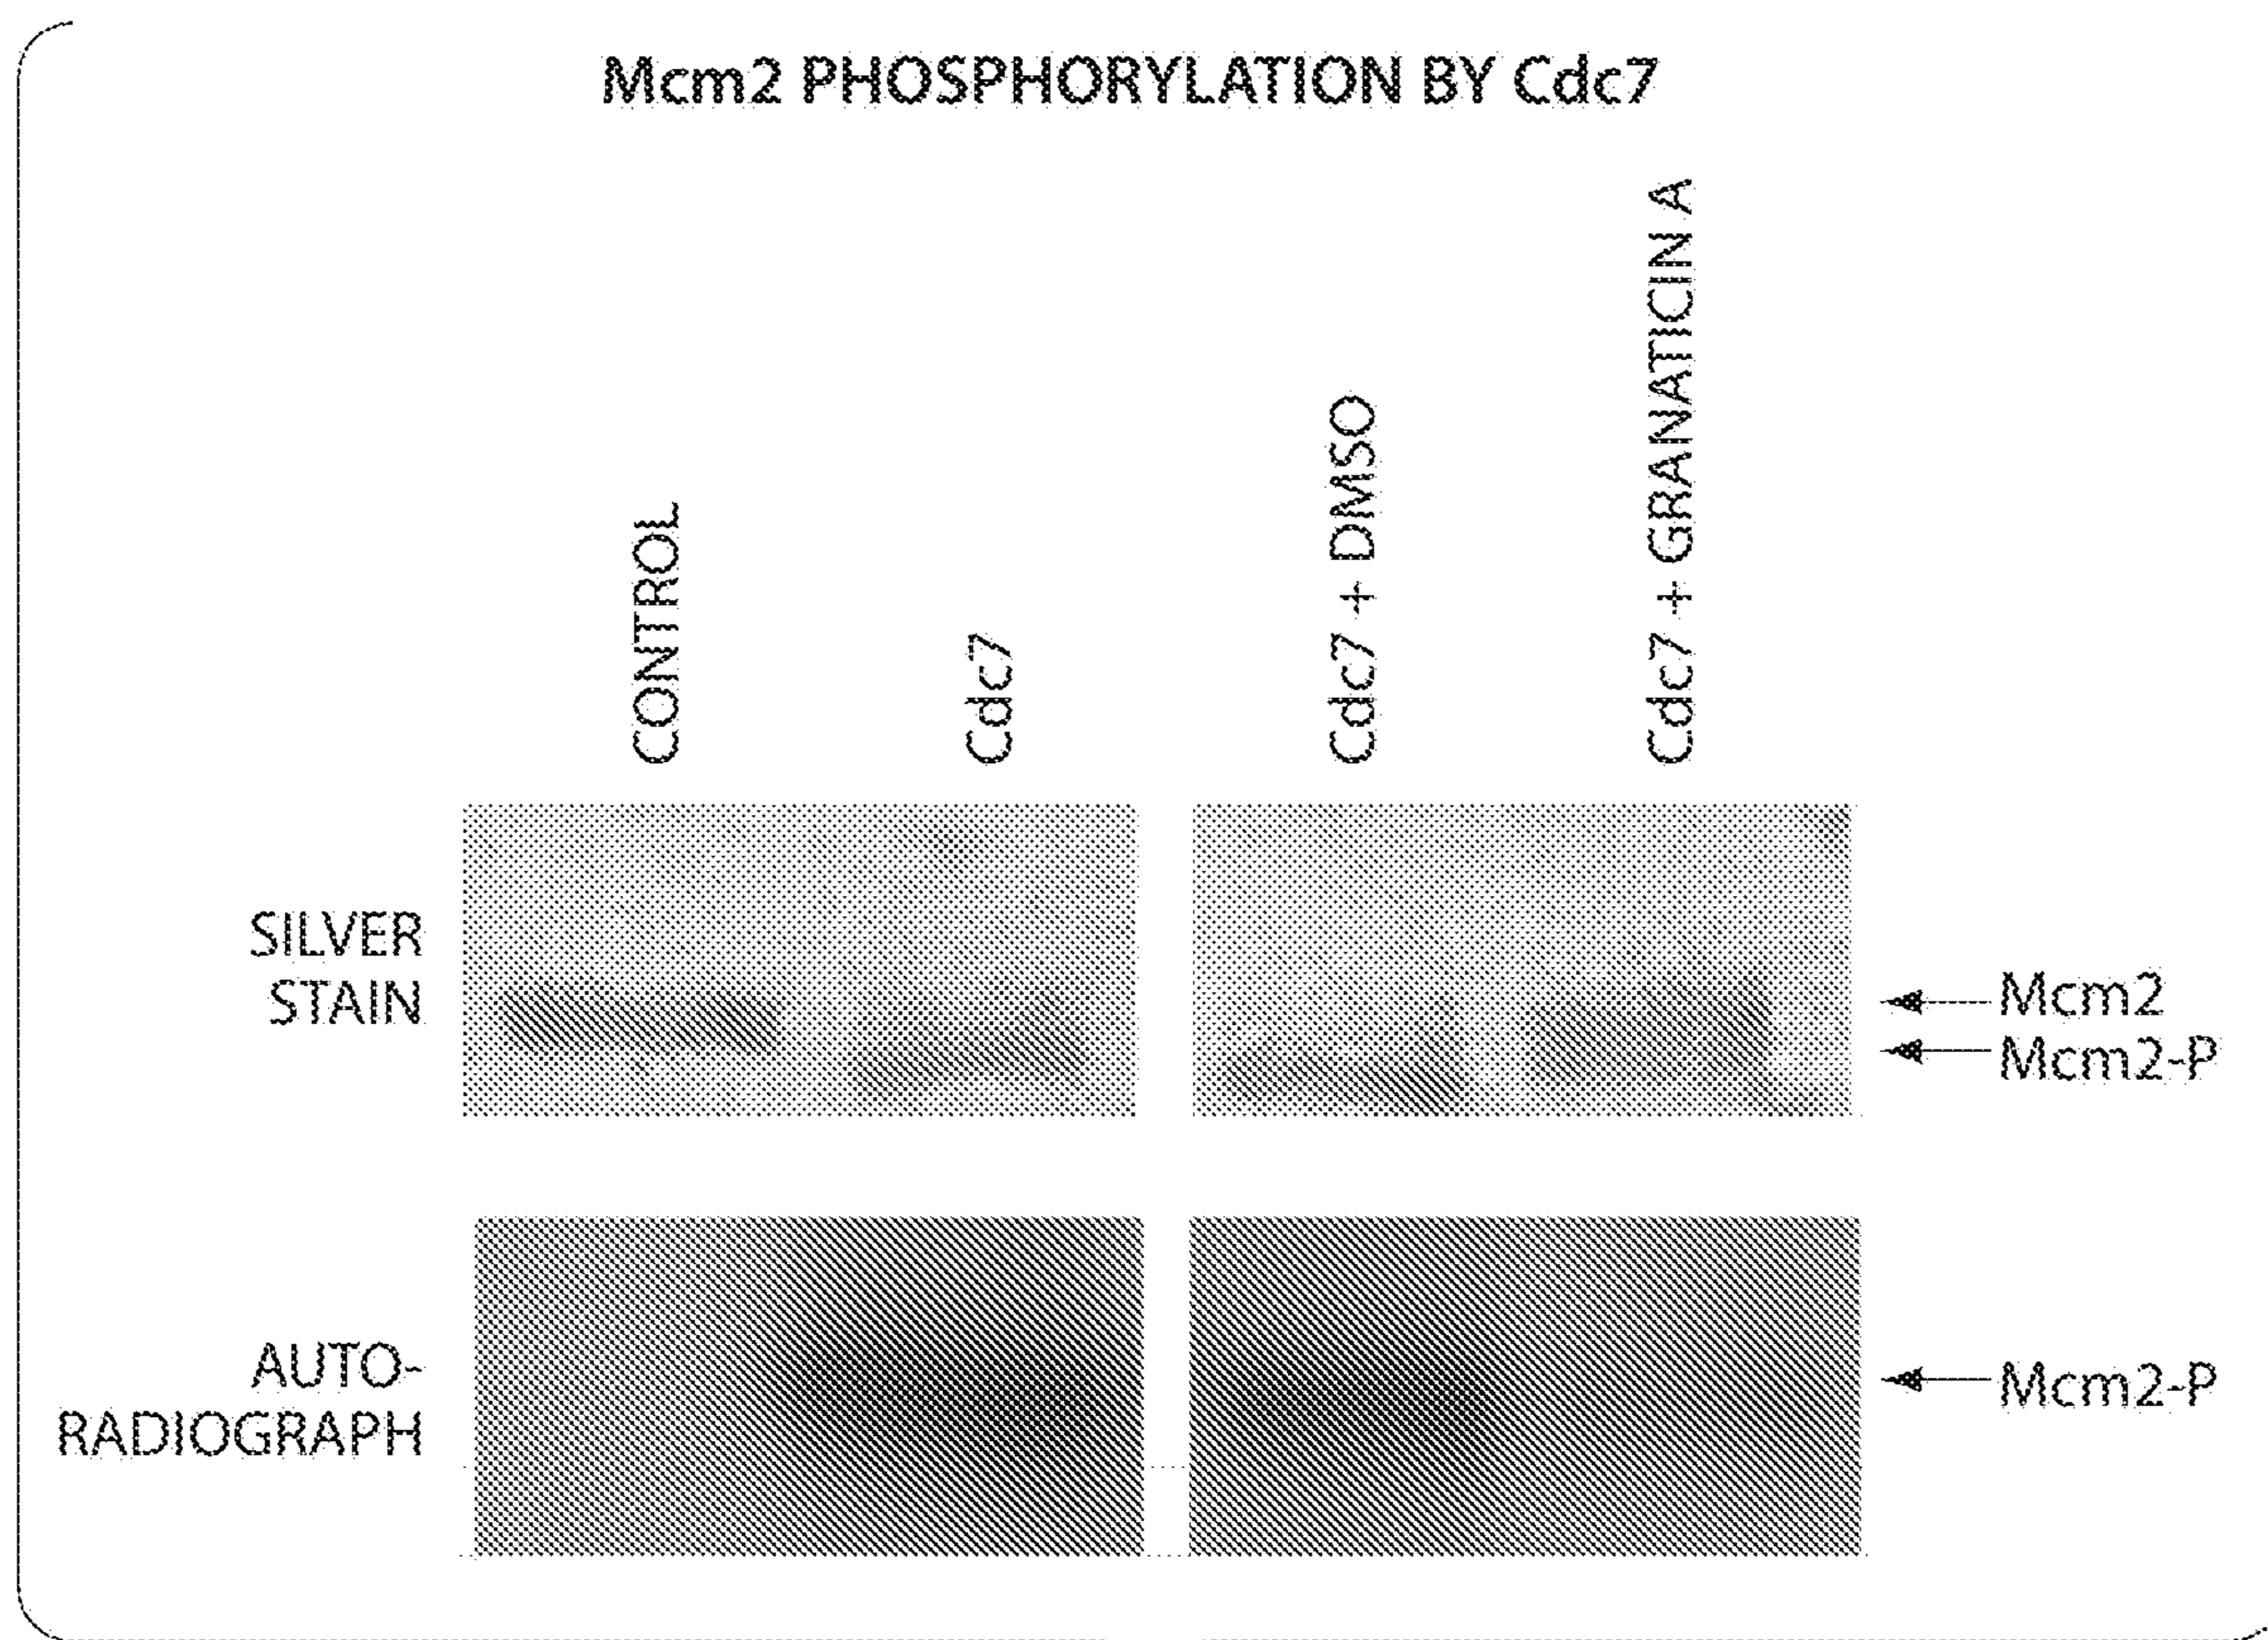 Mcm2 PHOSPHORYLATION BY Cdc7
CONTROL
Cdc7
Cdc7 + DMSO
Cdc7 + GRANATICIN A
SILVER
STAIN
Mcm2
Mcm2-P
AUTO-
RADIOGRAPH
Mcm2-P